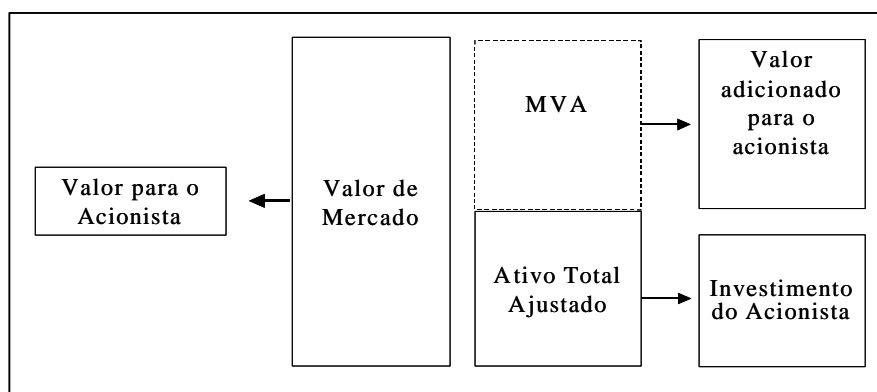 Valor para o
Acionista
Valor de
Mercado
MVA
Ativo Total
Ajustado
Valor
adicionado
para o
acionista
Investimento
do Acionista